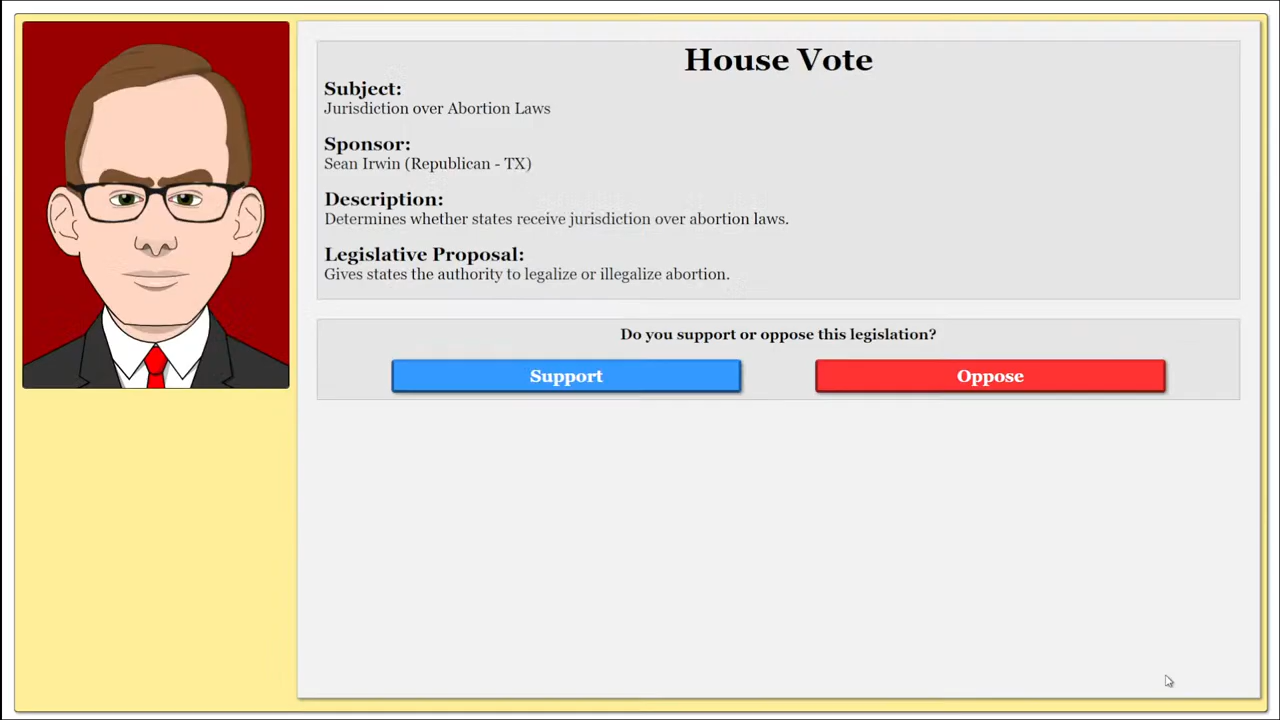 House Vote
Subject:
Jurisdiction over Abortion Laws
Sponsor:
Sean Irwin (Republican - TX)
Description:
Determines whether states receive jurisdiction over abortion laws.
Legislative Proposal:
Gives states the authority to legalize or illegalize abortion.
Do you support or oppose this legislation?
Support
Oppose